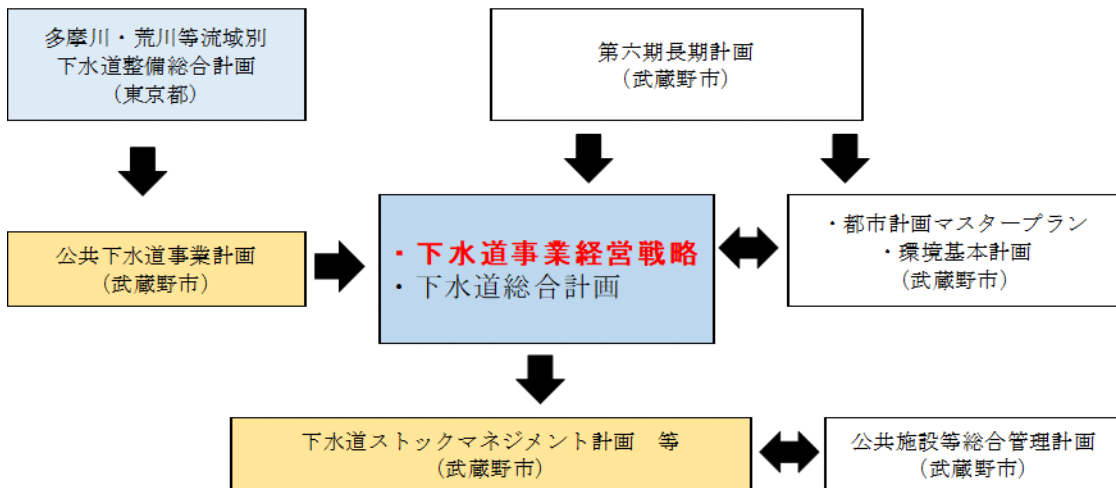 多摩川・荒川等流域別
下水道整備総合計画
（東京都）
第六期長期計画
（武蔵野市）
公共下水道事業計画
（武蔵野市）
・下水道事業経営戦略
・下水道総合計画
・都市計画マスタープラン
・環境基本計画
（武蔵野市）
下水道ストックマネジメント計画　等
（武蔵野市）
公共施設等総合管理計画
（武蔵野市）